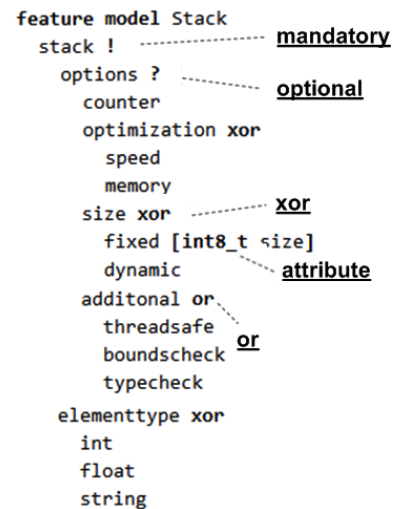 feature model Stack
stack ! mandatory
options ? optional
counter
optimization xor
speed
memory
size xor xor
fixed [int8_t size]
dynamic attribute
additonal or
threadsafe
boundscheck or
typecheck
elementtype xor
int
float
string